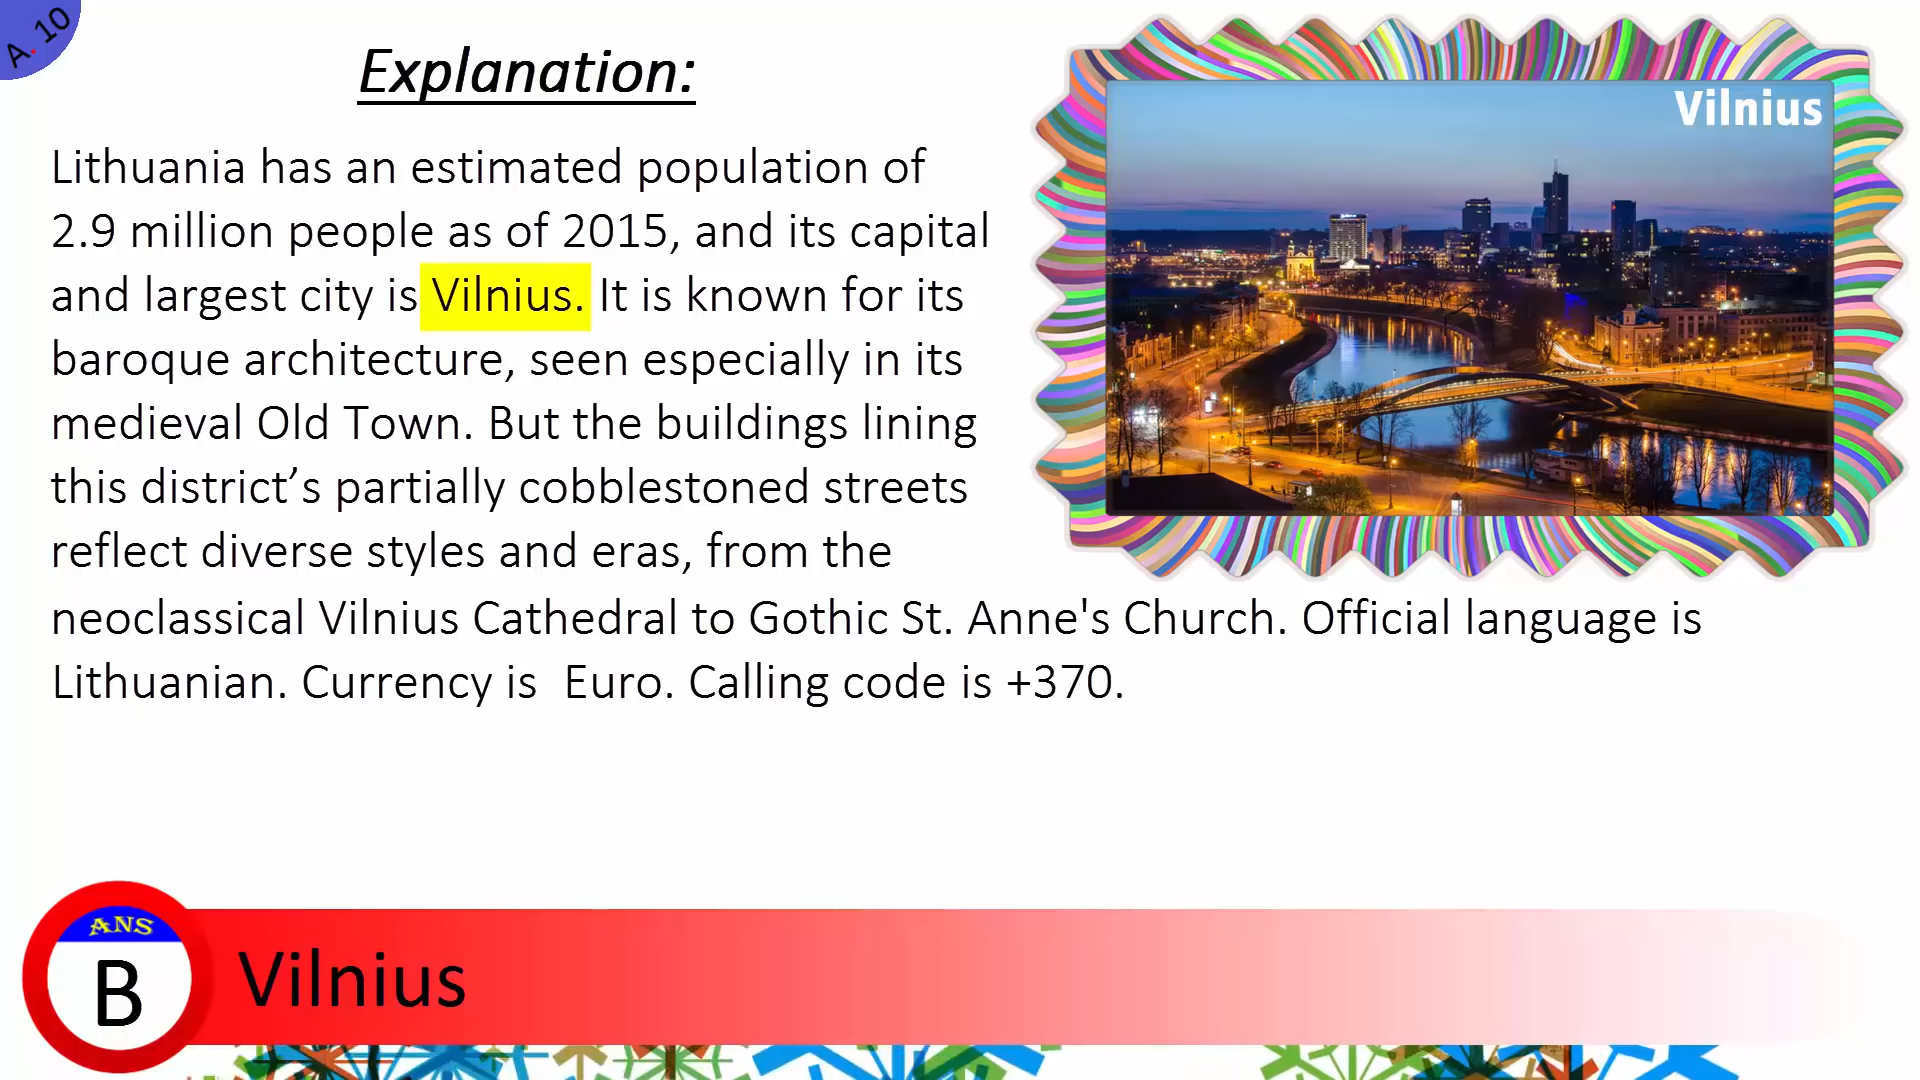 A. 10
Explanation:
Vilnius
Lithuania has an estimated population of
2.9 million people as of 2015, and its capital
and largest city is Vilnius. It is known for its
baroque architecture, seen especially in its
medieval Old Town. But the buildings lining
this district’s partially cobblestoned streets
reflect diverse styles and eras, from the
neoclassical Vilnius Cathedral to Gothic St. Anne's Church. Official language is
Lithuanian. Currency is  Euro. Calling code is +370.
ANS
B
Vilnius